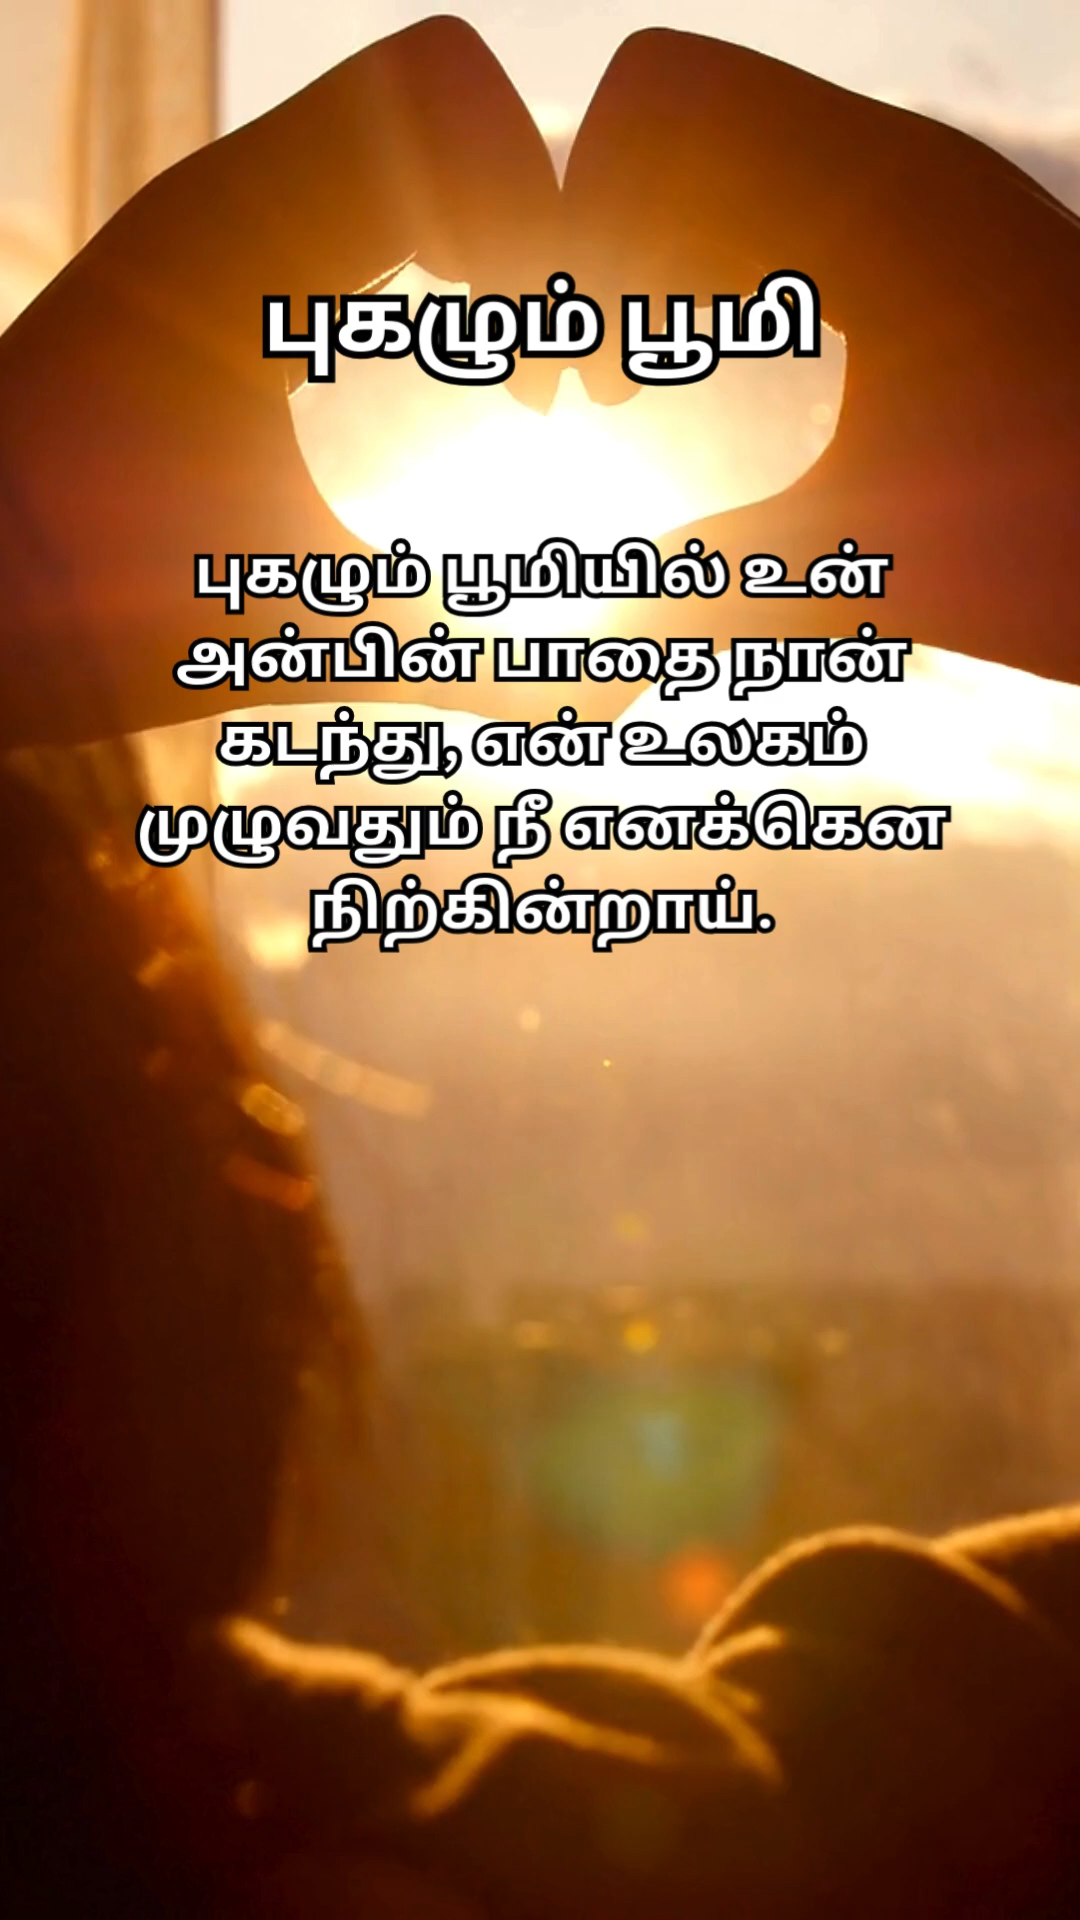 புகழும் பூமி
புகழும் பூமியில் உன்
அன்பின் பாதை நான்
கடந்து, என் உலகம்
முழுவதும் நீ எனக்கென
நிற்கின்றாய்.